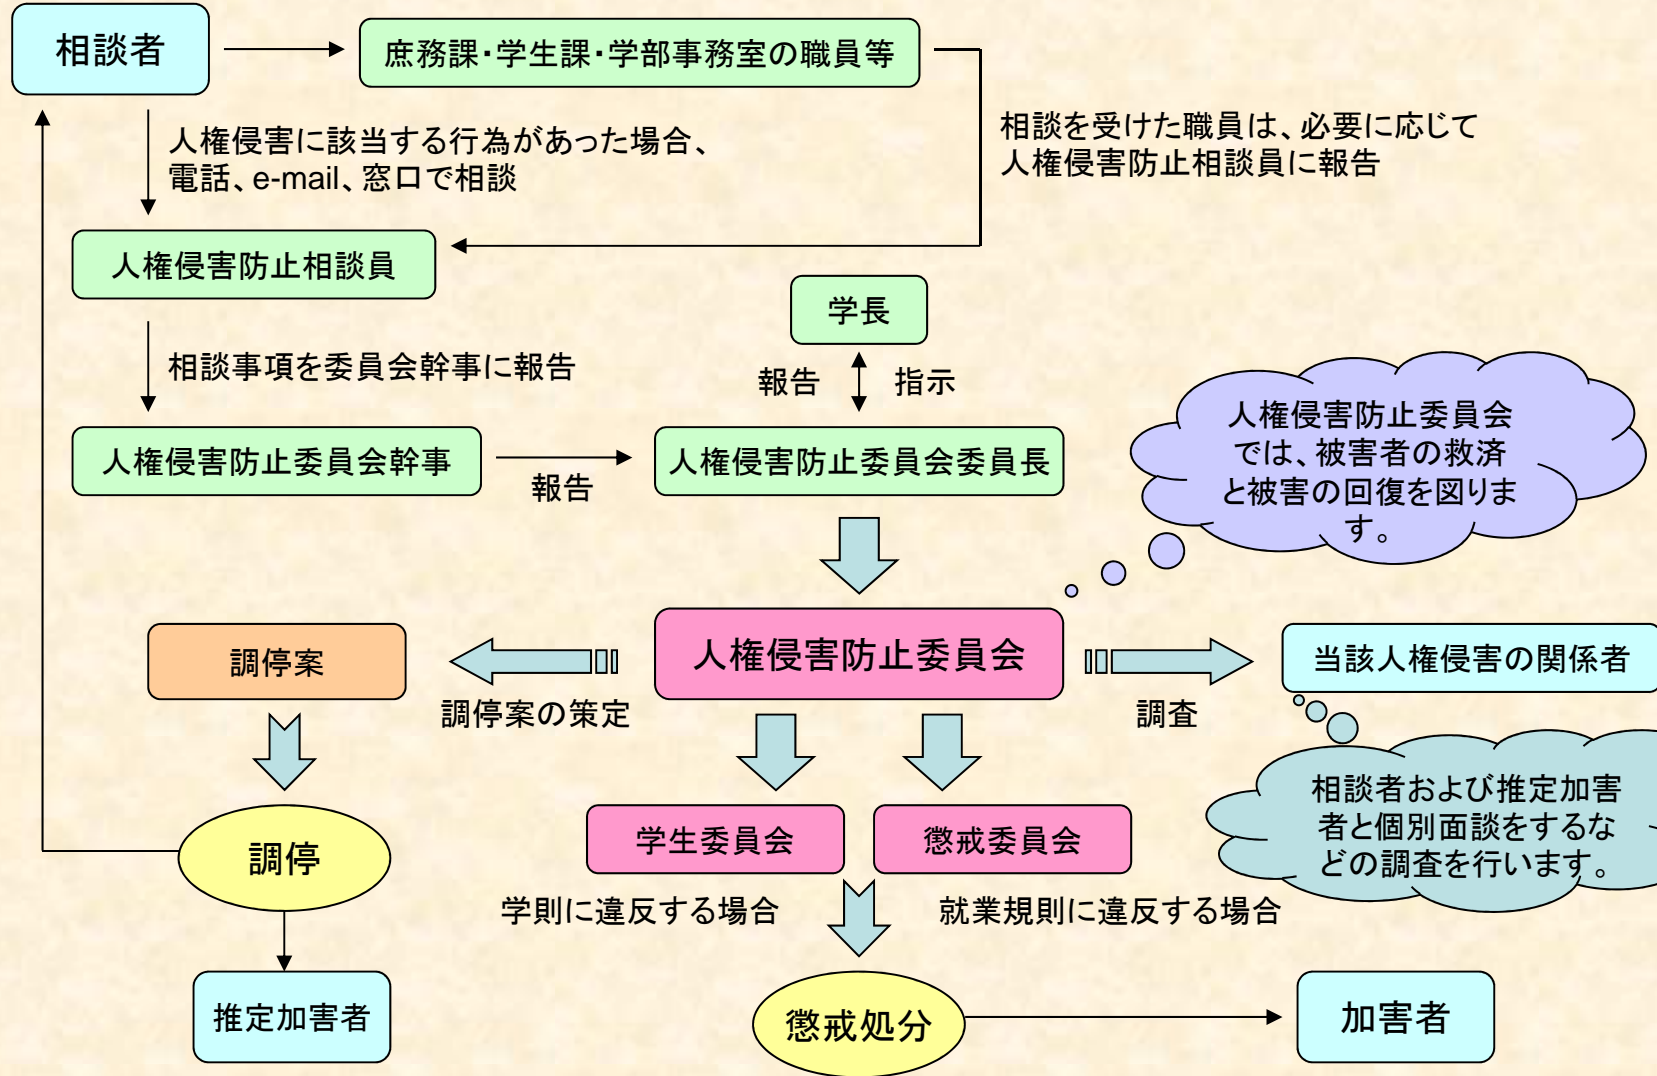 相談者
庶務課・学生課・学部事務室の職員等
人権侵害に該当する行為があった場合、
電話、e-mail、窓口で相談
相談を受けた職員は、必要に応じて
人権侵害防止相談員に報告
人権侵害防止相談員
学長
相談事項を委員会幹事に報告
報告
指示
人権侵害防止委員会幹事
報告
人権侵害防止委員会委員長
人権侵害防止委員会
では、被害者の救済
と被害の回復を図りま
す。
調停案
調停案の策定
人権侵害防止委員会
調査
当該人権侵害の関係者
相談者および推定加害
者と個別面談をするな
どの調査を行います。
調停
学生委員会
懲戒委員会
学則に違反する場合
就業規則に違反する場合
推定加害者
懲戒処分
加害者